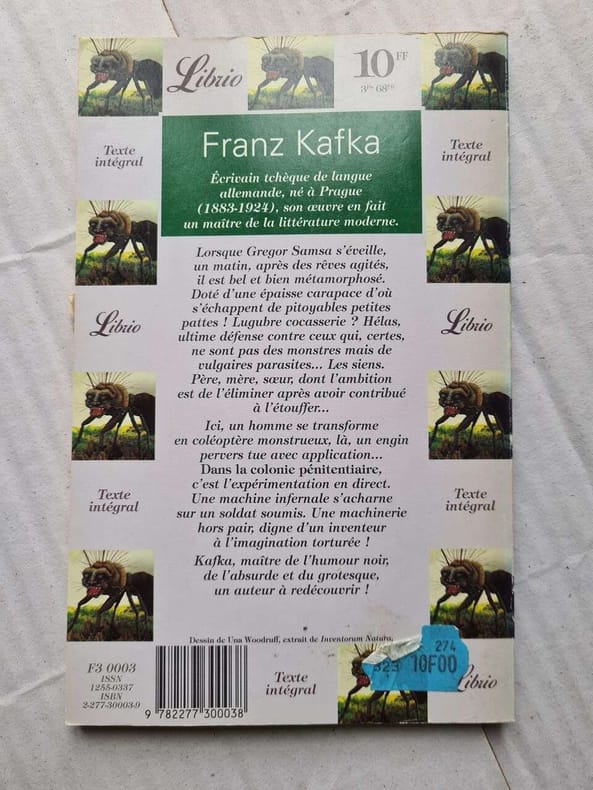 Librio
10 FF
3ths 68ttc
Texte
intégral
Texte
intégral
Franz Kafka
Écrivain tchèque de langue
allemande, né à Prague
(1883-1924), son œuvre en fait
un maître de la littérature moderne.
Lorsque Gregor Samsa s'éveille,
un matin, après des rêves agités,
il est bel et bien métamorphosé.
Doté d'une épaisse carapace d'où
s'échappent de pitoyables petites
pattes ! Lugubre cocasserie ? Hélas,
ultime défense contre ceux qui, certes,
ne sont pas des monstres mais de
vulgaires parasites... Les siens.
Père, mère, sœur, dont l'ambition
est de l'éliminer après avoir contribué
à l'étouffer...
Librio
Librio
Ici, un homme se transforme
en coléoptère monstrueux, là, un engin
pervers tue avec application...
Dans la colonie pénitentiaire,
c'est l'expérimentation en direct.
Une machine infernale s'acharne
sur un soldat soumis. Une machinerie
hors pair, digne d'un inventeur
à l'imagination torturée !
Texte
intégral
Texte
intégral
Kafka, maître de l'humour noir,
de l'absurde et du grotesque,
un auteur à redécouvrir !
Dessin de Una Woodruff, extrait de Inventorum Natura.
F3 0003
ISSN
1255-0337
ISBN
2-277-30003-9
9 782277 300038
Texte
intégral
274
323 10F00
Librio